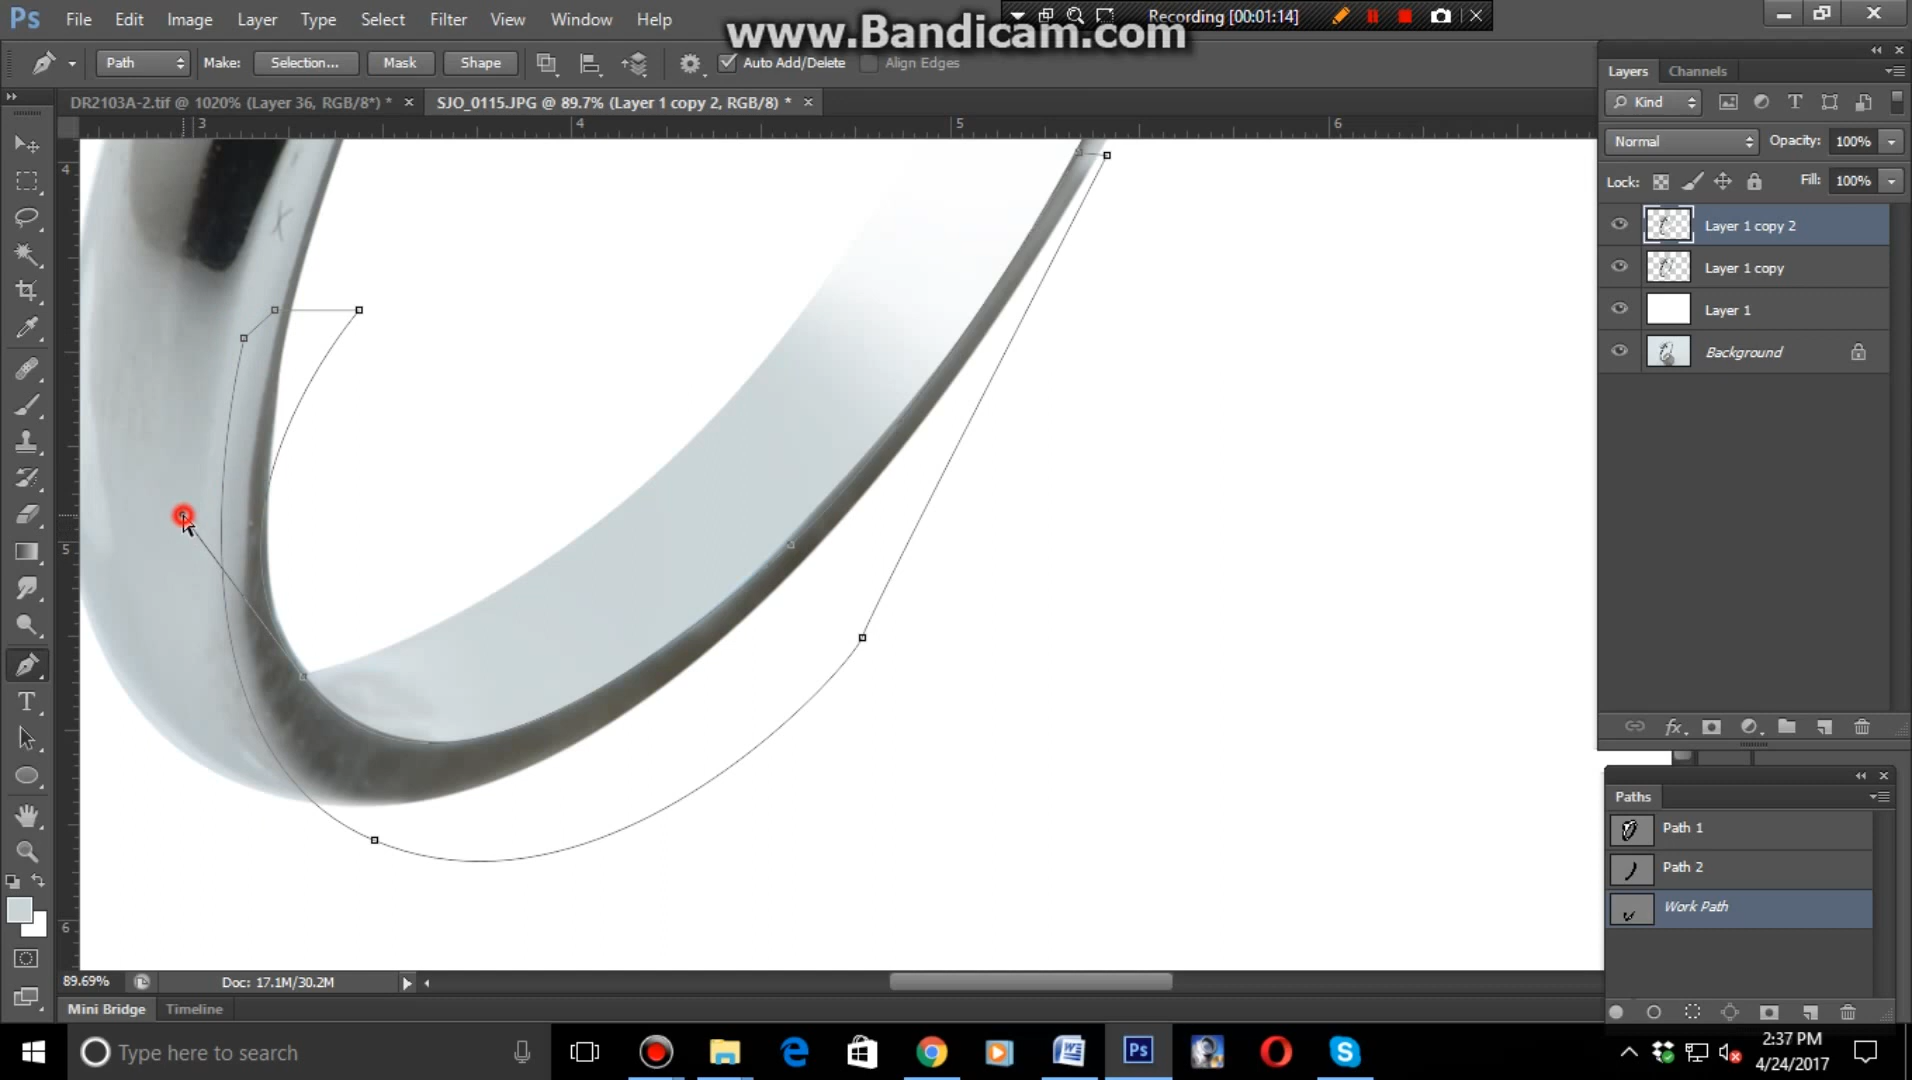 Ps File Edit Image Layer Type Select Filter View Window Help
Recording [00:01:14]
www.Bandicam.com
Path Make: Selection... Mask Shape Auto Add/Delete Align Edges
DR2103A-2.tif @ 1020% (Layer 36, RGB/8*) * × SJO_0115.JPG @ 89.7% (Layer 1 copy 2, RGB/8) * ×
3 4 5 6
4
5
6
Layers Channels
Kind
Normal Opacity: 100%
Lock: Fill: 100%
Layer 1 copy 2
Layer 1 copy
Layer 1
Background
fx
Paths
Path 1
Path 2
Work Path
89.69% Doc: 17.1M/30.2M
Mini Bridge Timeline
Type here to search
2:37 PM
4/24/2017